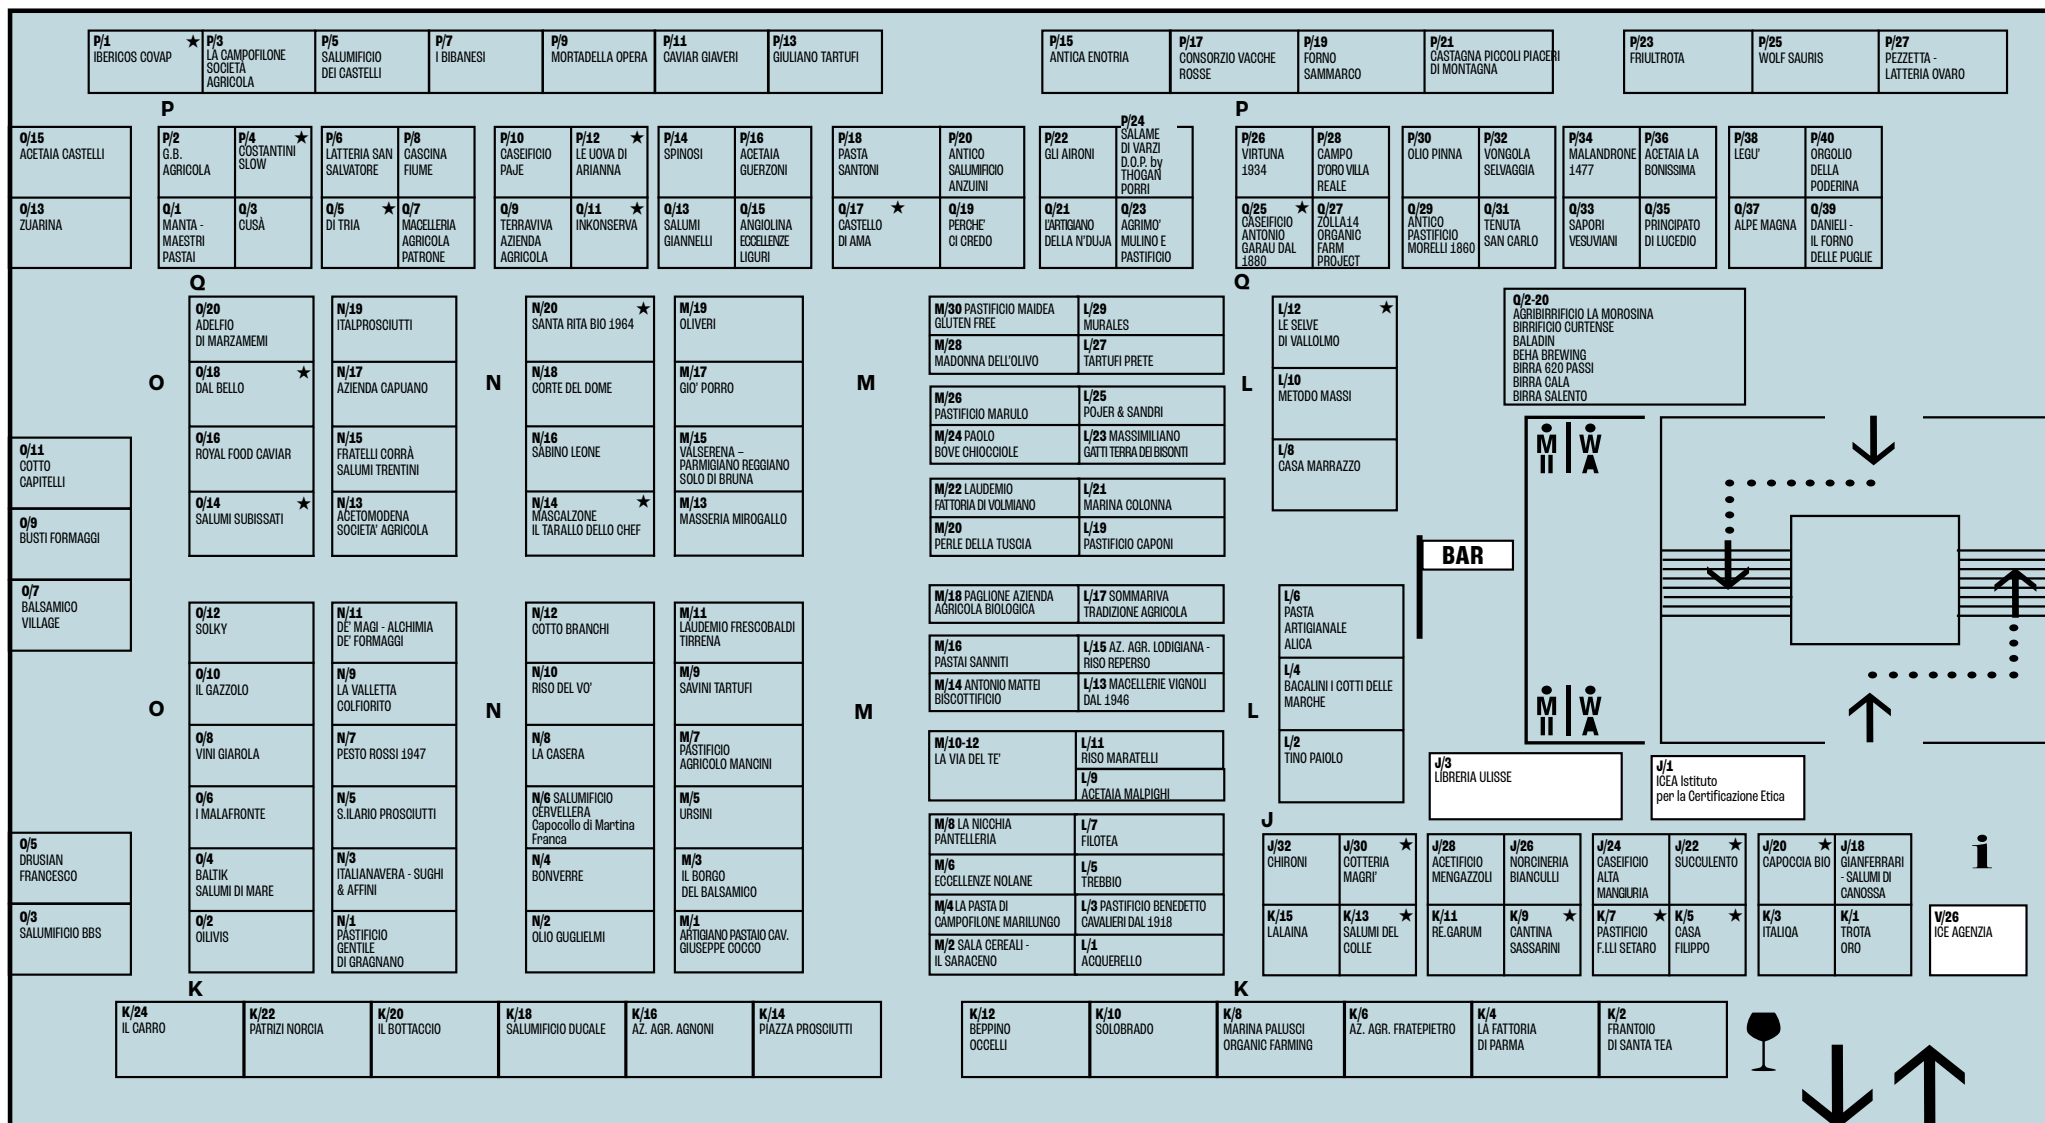 P/1
IBERICOS COVAP
P/3
LA CAMPOFILONE
SOCIETÀ
AGRICOLA
P/5
SALUMIFICIO
DEI CASTELLI
P/7
I BIBANESI
P/9
MORTADELLA OPERA
P/11
CAVIAR GIAVERI
P/13
GIULIANO TARTUFI
P/15
ANTICA ENOTRIA
P/17
CONSORZIO VACCHE
ROSSE
P/19
FORNO
SAMMARCO
P/21
CASTAGNA PICCOLI PIACERI
DI MONTAGNA
P/23
FRIULTROTA
P/25
WOLF SAURIS
P/27
PEZZETTA -
LATTERIA OVARO
P
P
O/15
ACETAIA CASTELLI
O/13
ZUARINA
P/2
G.B.
AGRICOLA
P/4
COSTANTINI
SLOW
P/6
LATTERIA SAN
SALVATORE
P/8
CASCINA
FIUME
P/10
CASEIFICIO
PAJE
P/12
LE UOVA DI
ARIANNA
P/14
SPINOSI
P/16
ACETAIA
GUERZONI
P/18
PASTA
SANTONI
P/20
ANTICO
SALUMIFICIO
ANZUINI
P/22
GLI AIRONI
P/24
SALAME
DI VARZI
D.O.P. by
THOGAN
PORRI
P/26
VIRTUNA
1934
P/28
CAMPO
D'ORO VILLA
REALE
P/30
OLIO PINNA
P/32
VONGOLA
SELVAGGIA
P/34
MALANDRONE
1477
P/36
ACETAIA LA
BONISSIMA
P/38
LEGU'
P/40
ORGOLIO
DELLA
PODERINA
Q/1
MANTA -
MAESTRI
PASTAI
Q/3
CUSÀ
Q/5
DI TRIA
Q/7
MACELLERIA
AGRICOLA
PATRONE
Q/9
TERRAVIVA
AZIENDA
AGRICOLA
Q/11
INKONSERVA
Q/13
SALUMI
GIANNELLI
Q/15
ANGIOLINA
ECCELLENZE
LIGURI
Q/17
CASTELLO
DI AMA
Q/19
PERCHE'
CI CREDO
Q/21
L'ARTIGIANO
DELLA N'DUJA
Q/23
AGRIMO'
MULINO E
PASTIFICIO
Q/25
CASEIFICIO
ANTONIO
GARAU DAL
1880
Q/27
ZOLLA14
ORGANIC
FARM
PROJECT
Q/29
ANTICO
PASTIFICIO
MORELLI 1860
Q/31
TENUTA
SAN CARLO
Q/33
SAPORI
VESUVIANI
Q/35
PRINCIPATO
DI LUCEDIO
Q/37
ALPE MAGNA
Q/39
DANIELI -
IL FORNO
DELLE PUGLIE
Q
Q
O/20
ADELFIO
DI MARZAMEMI
O/18
DAL BELLO
O/16
ROYAL FOOD CAVIAR
O/14
SALUMI SUBISSATI
N/19
ITALPROSCIUTTI
N/17
AZIENDA CAPUANO
N/15
FRATELLI CORRÀ
SALUMI TRENTINI
N/13
ACETOMODENA
SOCIETA' AGRICOLA
N/20
SANTA RITA BIO 1964
N/18
CORTE DEL DOME
N/16
SABINO LEONE
N/14
MASCALZONE
IL TARALLO DELLO CHEF
M/19
OLIVERI
M/17
GIO' PORRO
M/15
VALSERENA –
PARMIGIANO REGGIANO
SOLO DI BRUNA
M/13
MASSERIA MIROGALLO
O
N
M
L
M/30 PASTIFICIO MAIDEA
GLUTEN FREE
L/29
MURALES
M/28
MADONNA DELL'OLIVO
L/27
TARTUFI PRETE
M/26
PASTIFICIO MARULO
L/25
POJER & SANDRI
M/24 PAOLO
BOVE CHIOCCIOLE
L/23 MASSIMILIANO
GATTI TERRA DEI BISONTI
M/22 LAUDEMIO
FATTORIA DI VOLMIANO
L/21
MARINA COLONNA
M/20
PERLE DELLA TUSCIA
L/19
PASTIFICIO CAPONI
L/12
LE SELVE
DI VALLOLMO
L/10
METODO MASSI
L/8
CASA MARRAZZO
Q/2-20
AGRIBIRRIFICIO LA MOROSINA
BIRRIFICIO CURTENSE
BALADIN
BEHA BREWING
BIRRA 620 PASSI
BIRRA CALA
BIRRA SALENTO
M
W
BAR
M
W
O/11
COTTO
CAPITELLI
O/9
BUSTI FORMAGGI
O/7
BALSAMICO
VILLAGE
O/5
DRUSIAN
FRANCESCO
O/3
SALUMIFICIO BBS
O/12
SOLKY
O/10
IL GAZZOLO
O/8
VINI GIAROLA
O/6
I MALAFRONTE
O/4
BALTIK
SALUMI DI MARE
O/2
OILIVIS
N/11
DE' MAGI - ALCHIMIA
DE' FORMAGGI
N/9
LA VALLETTA
COLFIORITO
N/7
PESTO ROSSI 1947
N/5
S.ILARIO PROSCIUTTI
N/3
ITALIANAVERA - SUGHI
& AFFINI
N/1
PASTIFICIO
GENTILE
DI GRAGNANO
N/12
COTTO BRANCHI
N/10
RISO DEL VO'
N/8
LA CASERA
N/6 SALUMIFICIO
CERVELLERA
Capocollo di Martina
Franca
N/4
BONVERRE
N/2
OLIO GUGLIELMI
M/11
LAUDEMIO FRESCOBALDI
TIRRENA
M/9
SAVINI TARTUFI
M/7
PASTIFICIO
AGRICOLO MANCINI
M/5
URSINI
M/3
IL BORGO
DEL BALSAMICO
M/1
ARTIGIANO PASTAIO CAV.
GIUSEPPE COCCO
O
N
M
L
M/18 PAGLIONE AZIENDA
AGRICOLA BIOLOGICA
L/17 SOMMARIVA
TRADIZIONE AGRICOLA
M/16
PASTAI SANNITI
L/15 AZ. AGR. LODIGIANA -
RISO REPERSO
M/14 ANTONIO MATTEI
BISCOTTIFICIO
L/13 MACELLERIE VIGNOLI
DAL 1946
M/10-12
LA VIA DEL TE'
L/11
RISO MARATELLI
L/9
ACETAIA MALPIGHI
M/8 LA NICCHIA
PANTELLERIA
L/7
FILOTEA
M/6
ECCELLENZE NOLANE
L/5
TREBBIO
M/4 LA PASTA DI
CAMPOFILONE MARILUNGO
L/3 PASTIFICIO BENEDETTO
CAVALIERI DAL 1918
M/2 SALA CEREALI -
IL SARACENO
L/1
ACQUERELLO
L/6
PASTA
ARTIGIANALE
ALICA
L/4
BACALINI I COTTI DELLE
MARCHE
L/2
TINO PAIOLO
J/3
LIBRERIA ULISSE
J/1
ICEA Istituto
per la Certificazione Etica
J
J/32
CHIRONI
J/30
COTTERIA
MAGRI'
J/28
ACETIFICIO
MENGAZZOLI
J/26
NORCINERIA
BIANCULLI
J/24
CASEIFICIO
ALTA
MANGIURIA
J/22
SUCCULENTO
J/20
CAPOCCIA BIO
J/18
GIANFERRARI
- SALUMI DI
CANOSSA
K/15
LALAINA
K/13
SALUMI DEL
COLLE
K/11
RE.GARUM
K/9
CANTINA
SASSARINI
K/7
PASTIFICIO
F.LLI SETARO
K/5
CASA
FILIPPO
K/3
ITALIQA
K/1
TROTA
ORO
i
V/26
ICE AGENZIA
K
K
K/24
IL CARRO
K/22
PATRIZI NORCIA
K/20
IL BOTTACCIO
K/18
SALUMIFICIO DUCALE
K/16
AZ. AGR. AGNONI
K/14
PIAZZA PROSCIUTTI
K/12
BEPPINO
OCCELLI
K/10
SOLOBRADO
K/8
MARINA PALUSCI
ORGANIC FARMING
K/6
AZ. AGR. FRATEPIETRO
K/4
LA FATTORIA
DI PARMA
K/2
FRANTOIO
DI SANTA TEA